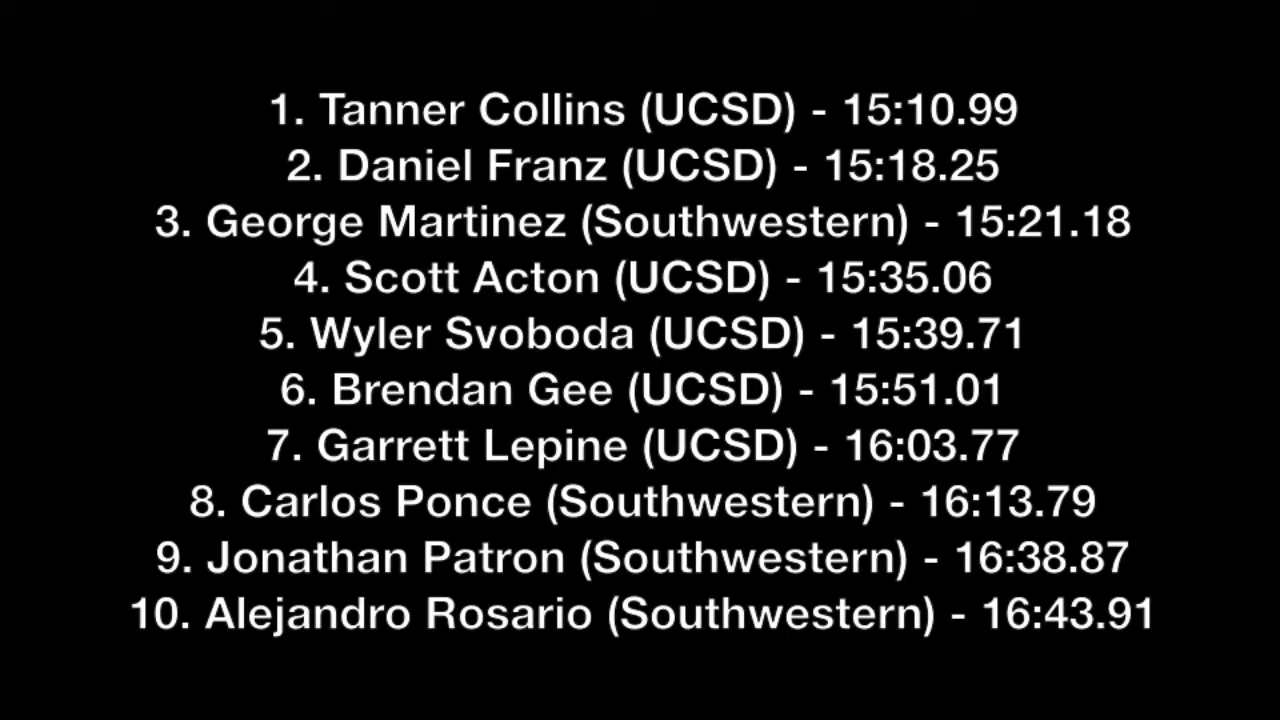 1. Tanner Collins (UCSD) - 15:10.99
2. Daniel Franz (UCSD) - 15:18.25
3. George Martinez (Southwestern) - 15:21.18
4. Scott Acton (UCSD) - 15:35.06
5. Wyler Svoboda (UCSD) - 15:39.71
6. Brendan Gee (UCSD) - 15:51.01
7. Garrett Lepine (UCSD) - 16:03.77
8. Carlos Ponce (Southwestern) - 16:13.79
9. Jonathan Patron (Southwestern) - 16:38.87
10. Alejandro Rosario (Southwestern) - 16:43.91